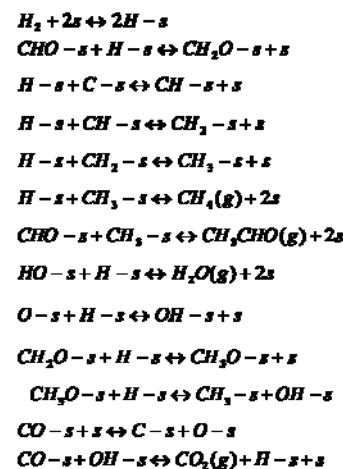 H₂ + 2s ↔ 2H − s
CHO − s + H − s ↔ CH₂O − s + s
H − s + C − s ↔ CH − s + s
H − s + CH − s ↔ CH₂ − s + s
H − s + CH₂ − s ↔ CH₃ − s + s
H − s + CH₃ − s ↔ CH₄(g) + 2s
CHO − s + CH₃ − s ↔ CH₃CHO(g) + 2s
HO − s + H − s ↔ H₂O(g) + 2s
O − s + H − s ↔ OH − s + s
CH₂O − s + H − s ↔ CH₃O − s + s
CH₃O − s + H − s ↔ CH₃ − s + OH − s
CO − s + s ↔ C − s + O − s
CO − s + OH − s ↔ CO₂(g) + H − s + s